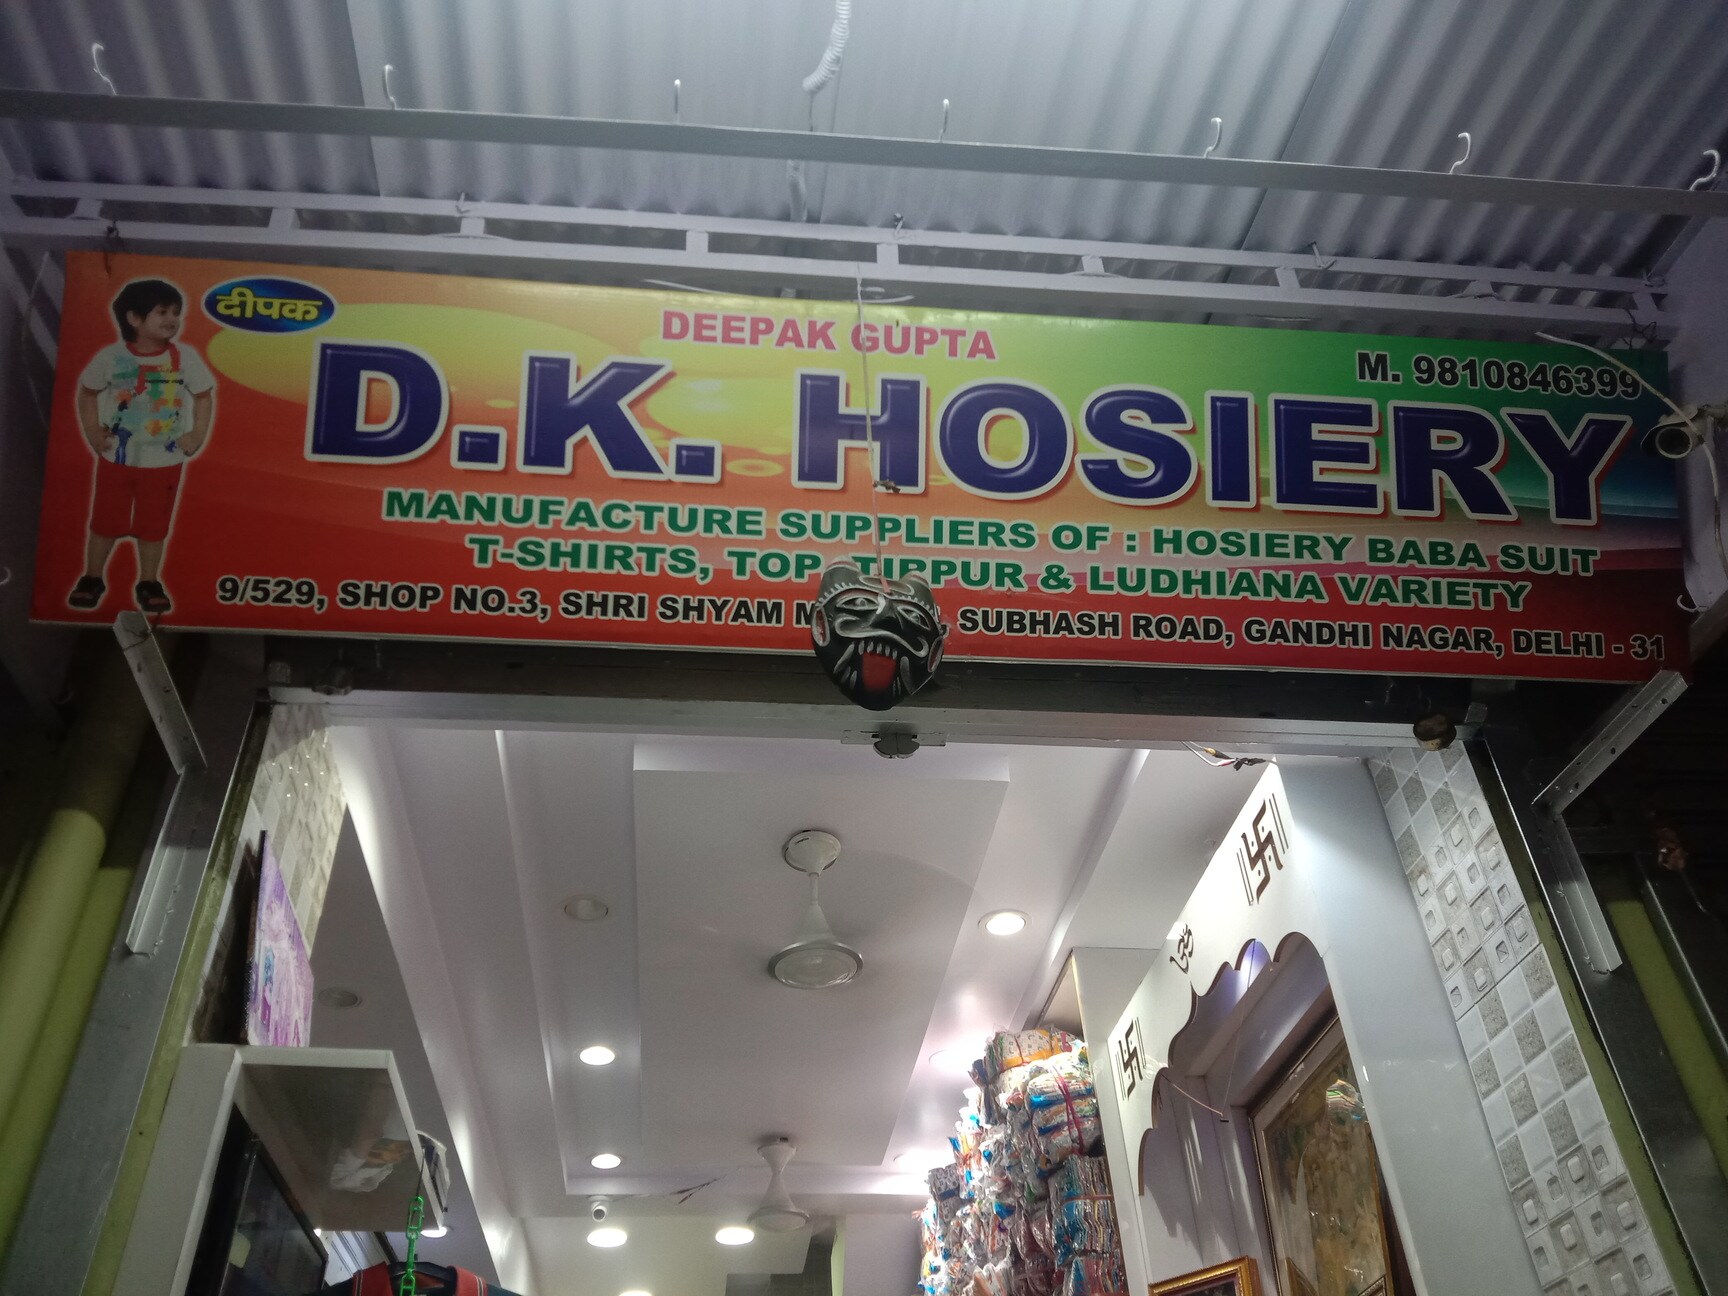 दीपक
DEEPAK GUPTA
M. 9810846399
D.K. HOSIERY
MANUFACTURE SUPPLIERS OF : HOSIERY BABA SUIT
T-SHIRTS, TOP, TIRPUR & LUDHIANA VARIETY
9/529, SHOP NO.3, SHRI SHYAM SUBHASH ROAD, GANDHI NAGAR, DELHI - 31
ॐ